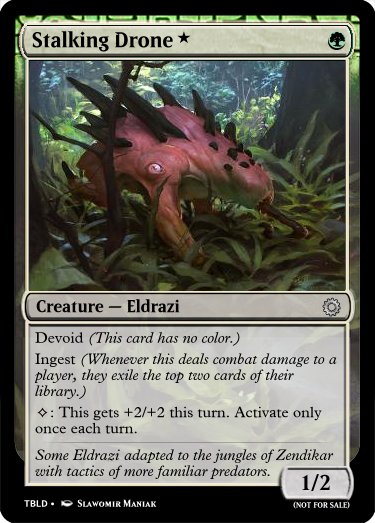 Stalking Drone ★
Creature — Eldrazi
Devoid (This card has no color.)
Ingest (Whenever this deals combat damage to a
player, they exile the top two cards of their
library.)
◇: This gets +2/+2 this turn. Activate only
once each turn.
Some Eldrazi adapted to the jungles of Zendikar
with tactics of more familiar predators.
1/2
TBLD • Slawomir Maniak
(NOT FOR SALE)